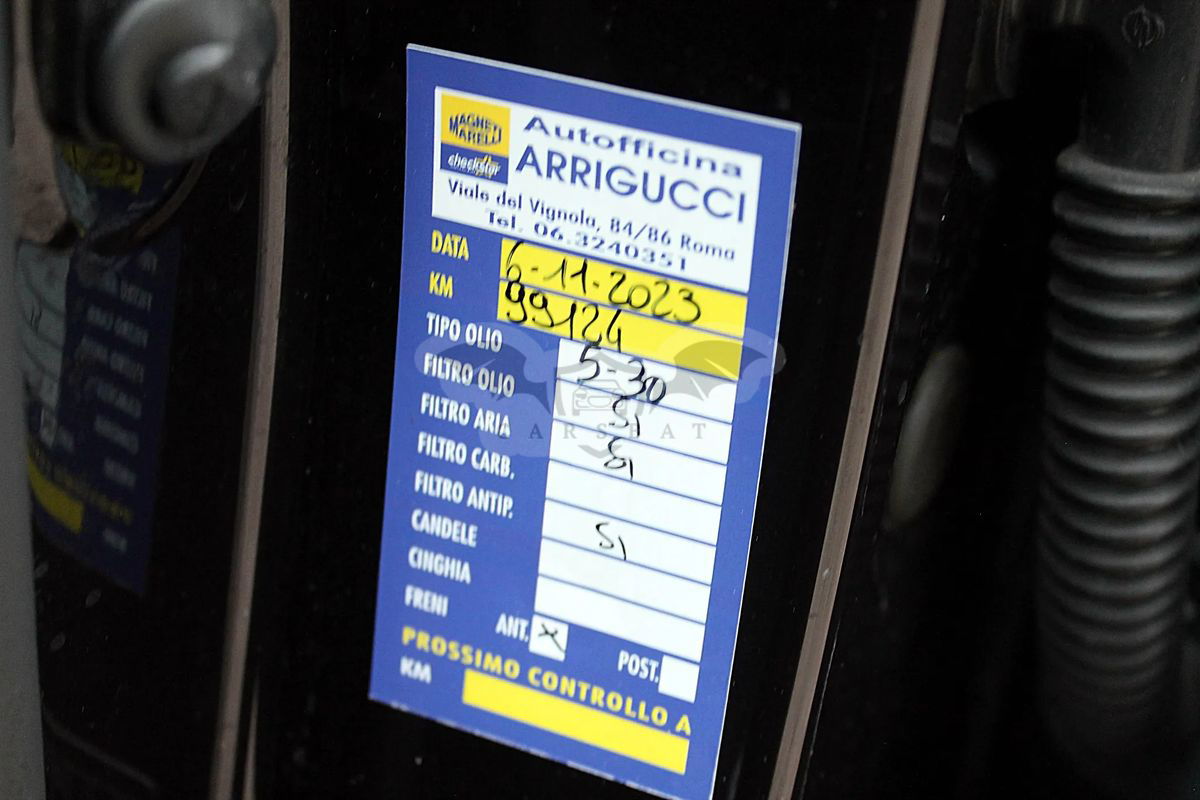 MAGNETI
MARELLI
checkstar
Autofficina
ARRIGUCCI
Viale del Vignola, 84/86 Roma
Tel. 06.3240351
DATA 6-11-2023
KM 99124
TIPO OLIO 5-30
FILTRO OLIO Si
FILTRO ARIA Si
FILTRO CARB.
FILTRO ANTIP. Si
CANDELE
CINGHIA
FRENI ANT. x POST.
PROSSIMO CONTROLLO A
KM
CARSEAT